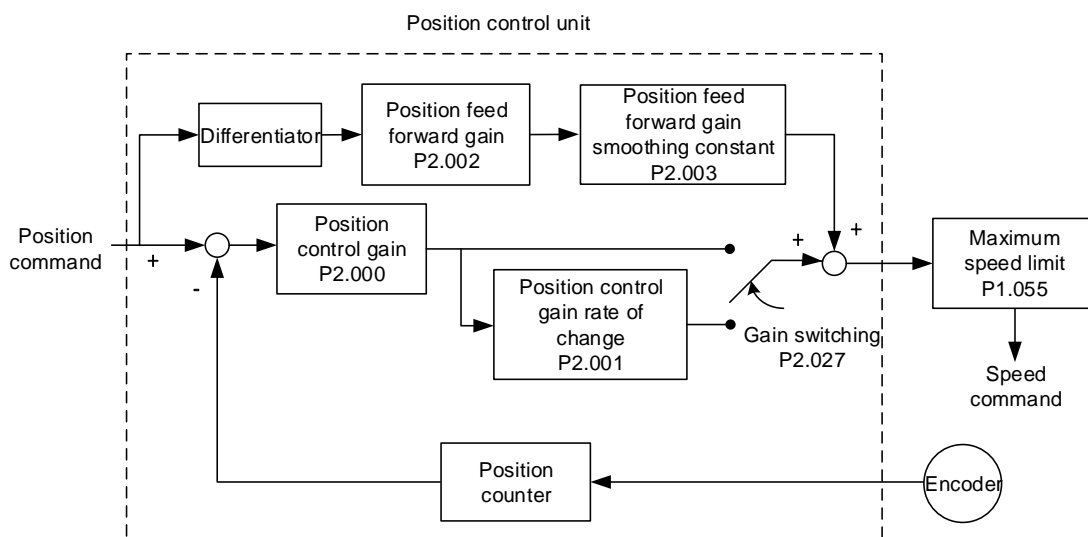 Position control unit
Differentiator
Position feed
forward gain
P2.002
Position feed
forward gain
smoothing constant
P2.003
Position
command
+
-
Position
control gain
P2.000
Position control
gain rate of
change
P2.001
Gain switching
P2.027
+
+
Maximum
speed limit
P1.055
Speed
command
Position
counter
Encoder